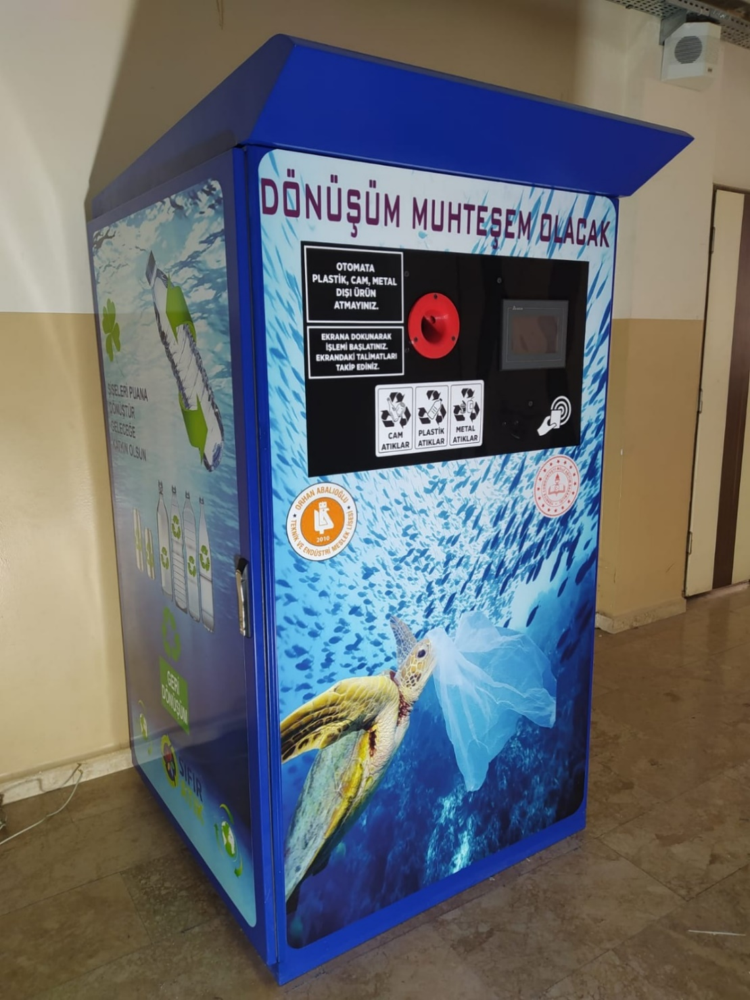 DÖNÜŞÜM MUHTEŞEM OLACAK
OTOMATA
PLASTİK, CAM, METAL
DIŞI ÜRÜN
ATMAYINIZ.
EKRANA DOKUNARAK
İŞLEMİ BAŞLATINIZ.
EKRANDAKİ TALİMATLARI
TAKİP EDİNİZ.
CAM
ATIKLAR
PLASTİK
ATIKLAR
METAL
ATIKLAR
ORHAN ABALIOĞLU
TEKNİK VE ENDÜSTRİ MESLEK LİSESİ
2010
ŞİŞELERİ PUANA
DÖNÜŞTÜR
GELECEĞE
KATKIN OLSUN
GERİ
DÖNÜŞÜM
SIFIR